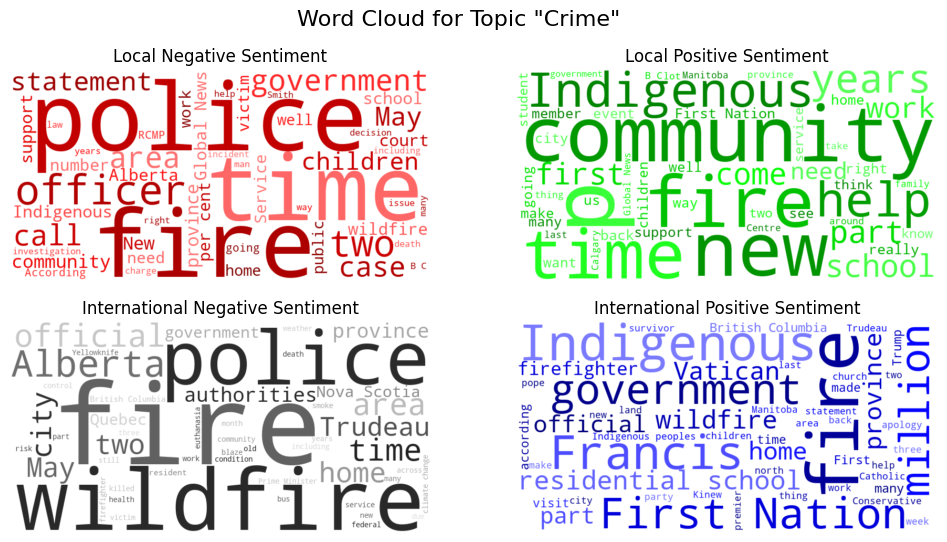 Word Cloud for Topic "Crime"
Local Negative Sentiment
statement
government
police
school
support
work
Global News
help
Smith
victim
well
May
law
RCMP
decision
court
years
number
area
incident
man
including
children
Alberta
officer
time
Service
province
per cent
way
issue
many
Indigenous
right
fire
call
New
need
going
public
two
wildfire
death
investigation
community
According
charge
home
case
B C
Local Positive Sentiment
government
B Clot
Manitoba
province
years
student
Indigenous
home
work
member
event
First Nation
service
community
city
take
first
Global News
children
well
come
need
right
going
thing
us
p
fire
think
family
help
make
many
way
two
see
around
last
Calgary
back
support
Centre
part
know
time
want
new
really
school
International Negative Sentiment
official
government
weather
province
Yellowknife
death
police
Alberta
control
authorities
Nova Scotia
British Columbia
smoke
fire
area
city
Quebec
euthanasia
month
three
community
years
Trudeau
part
two
blaze
old
including
risk
still
work
condition
time
May
resident
home
many
across
climate change
firefighter
killed
health
victim
Prime Minister
bus
wildfire
service
new
federal
International Positive Sentiment
survivor
British Columbia
Trudeau
Indigenous
firefighter
Vatican
last
church
two
Trump
pope
made
government
fire
province
million
according
new
land
Manitoba
statement
official
wildfire
area
back
apology
Indigenous peoples
children
time
Francis
home
three
make
north
First
help
Catholic
residential school
work
many
visit
city
party
Kinew
thing
premier
Conservative
part
First Nation
week